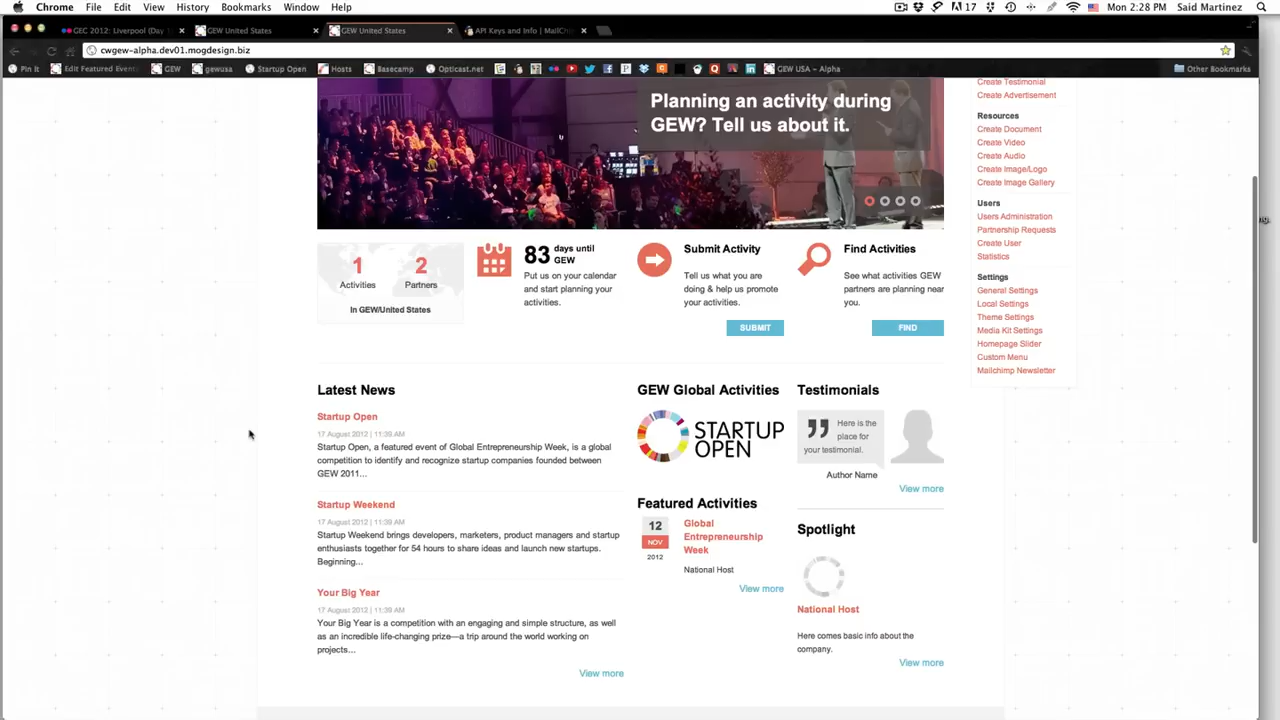 Chrome File Edit View History Bookmarks Window Help 17 Mon 2:28 PM Said Martinez
GEC 2012: Liverpool (Day GEW United States GEW United States API Keys and Info | MailCh
cwgew-alpha.dev01.mogdesign.biz
Pin It Edit Featured Event GEW gewusa Startup Open Hosts Basecamp Opticast.net GEW USA – Alpha Other Bookmarks
Planning an activity during
GEW? Tell us about it.
1
Activities
2
Partners
In GEW/United States
83 days until
GEW
Put us on your calendar
and start planning your
activities.
Submit Activity
Tell us what you are
doing & help us promote
your activities.
SUBMIT
Find Activities
See what activities GEW
partners are planning near
you.
FIND
Latest News
Startup Open
17 August 2012 | 11:39 AM
Startup Open, a featured event of Global Entrepreneurship Week, is a global
competition to identify and recognize startup companies founded between
GEW 2011...
Startup Weekend
17 August 2012 | 11:39 AM
Startup Weekend brings developers, marketers, product managers and startup
enthusiasts together for 54 hours to share ideas and launch new startups.
Beginning...
Your Big Year
17 August 2012 | 11:39 AM
Your Big Year is a competition with an engaging and simple structure, as well
as an incredible life-changing prize—a trip around the world working on
projects...
View more
GEW Global Activities
STARTUP
OPEN
Featured Activities
12
NOV
2012
Global
Entrepreneurship
Week
National Host
View more
Testimonials
Here is the
place for
your testimonial.
Author Name
View more
Spotlight
National Host
Here comes basic info about the
company.
View more
Create Testimonial
Create Advertisement
Resources
Create Document
Create Video
Create Audio
Create Image/Logo
Create Image Gallery
Users
Users Administration
Partnership Requests
Create User
Statistics
Settings
General Settings
Local Settings
Theme Settings
Media Kit Settings
Homepage Slider
Custom Menu
Mailchimp Newsletter